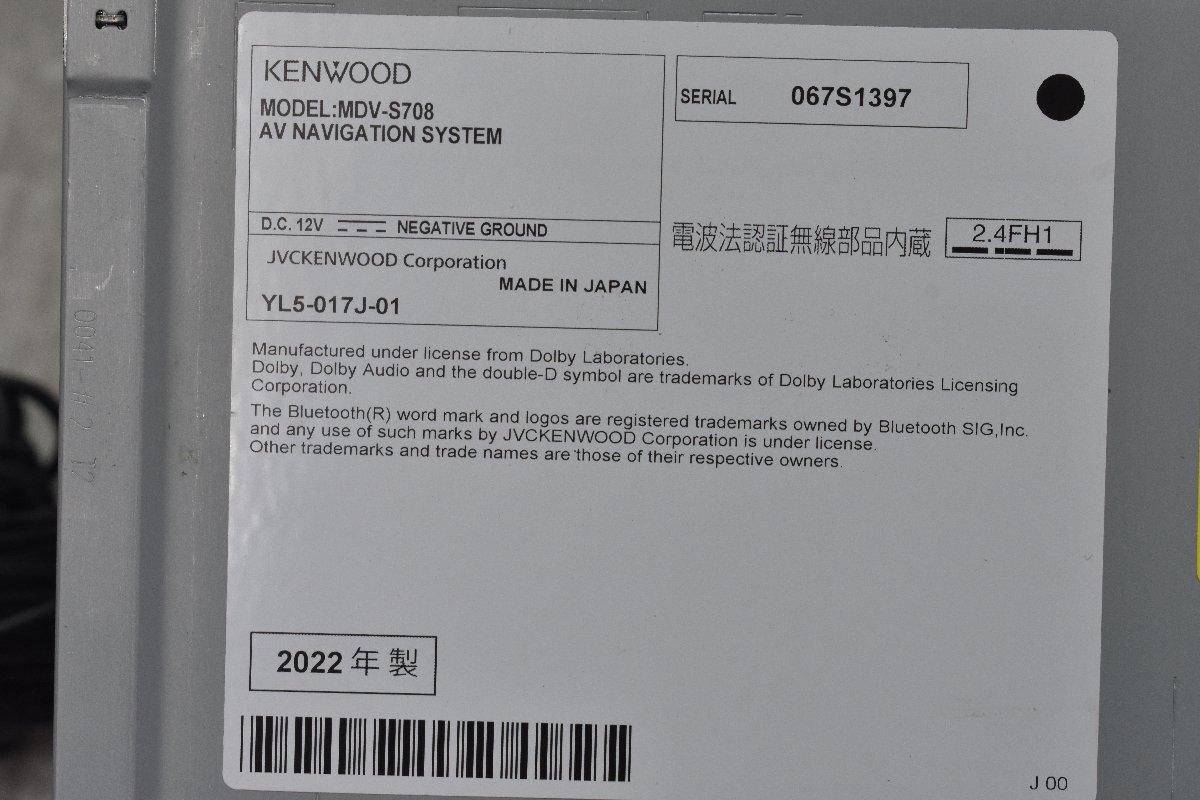 KENWOOD
MODEL:MDV-S708
AV NAVIGATION SYSTEM
D.C. 12V NEGATIVE GROUND
JVCKENWOOD Corporation
MADE IN JAPAN
YL5-017J-01
SERIAL 067S1397
電波法認証無線部品内蔵 2.4FH1
Manufactured under license from Dolby Laboratories.
Dolby, Dolby Audio and the double-D symbol are trademarks of Dolby Laboratories Licensing
Corporation.
The Bluetooth(R) word mark and logos are registered trademarks owned by Bluetooth SIG,Inc.
and any use of such marks by JVCKENWOOD Corporation is under license.
Other trademarks and trade names are those of their respective owners.
2022 年 製
J 00